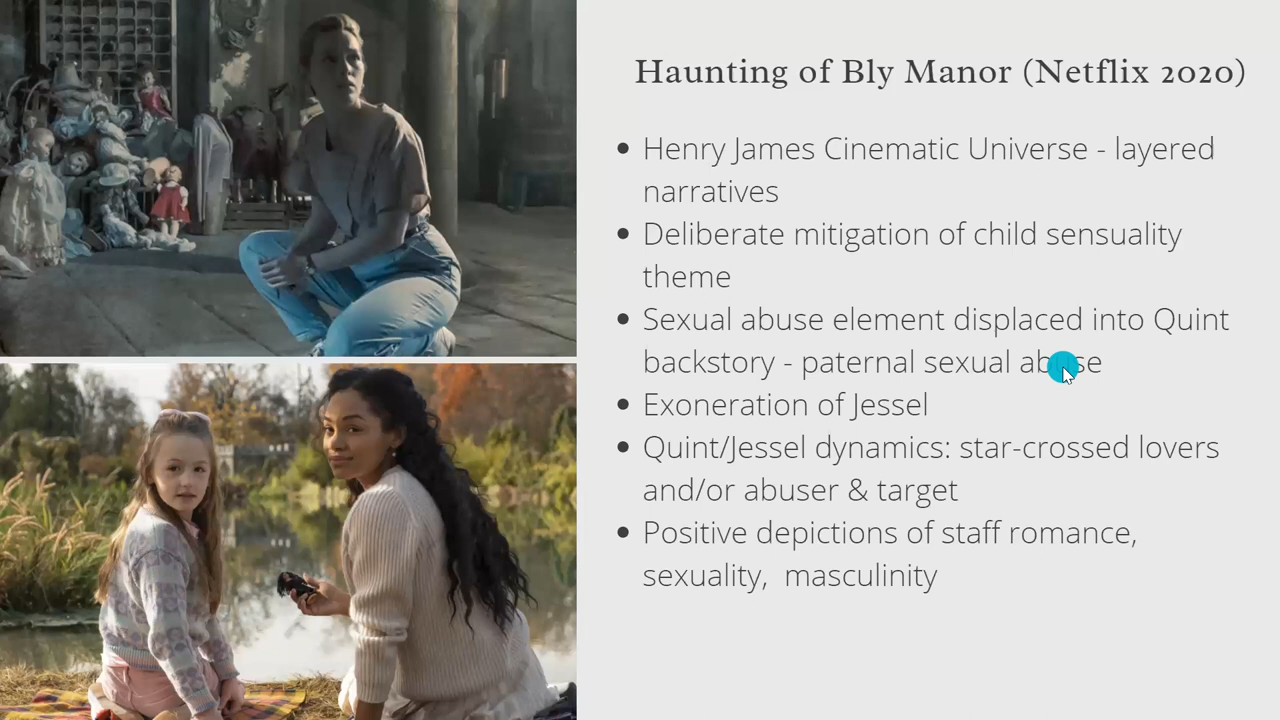 Haunting of Bly Manor (Netflix 2020)
• Henry James Cinematic Universe - layered
narratives
• Deliberate mitigation of child sensuality
theme
• Sexual abuse element displaced into Quint
backstory - paternal sexual abuse
• Exoneration of Jessel
• Quint/Jessel dynamics: star-crossed lovers
and/or abuser & target
• Positive depictions of staff romance,
sexuality,  masculinity